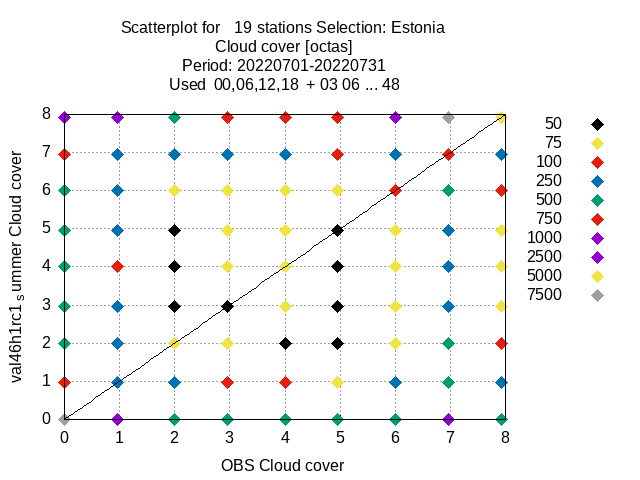 Scatterplot for 19 stations Selection: Estonia
Cloud cover [octas]
Period: 20220701-20220731
Used 00,06,12,18 + 03 06 ... 48
8
7
6
5
4
3
2
1
0
0 1 2 3 4 5 6 7 8
OBS Cloud cover
val46h1rc1 summer Cloud cover
50
75
100
250
500
750
1000
2500
5000
7500